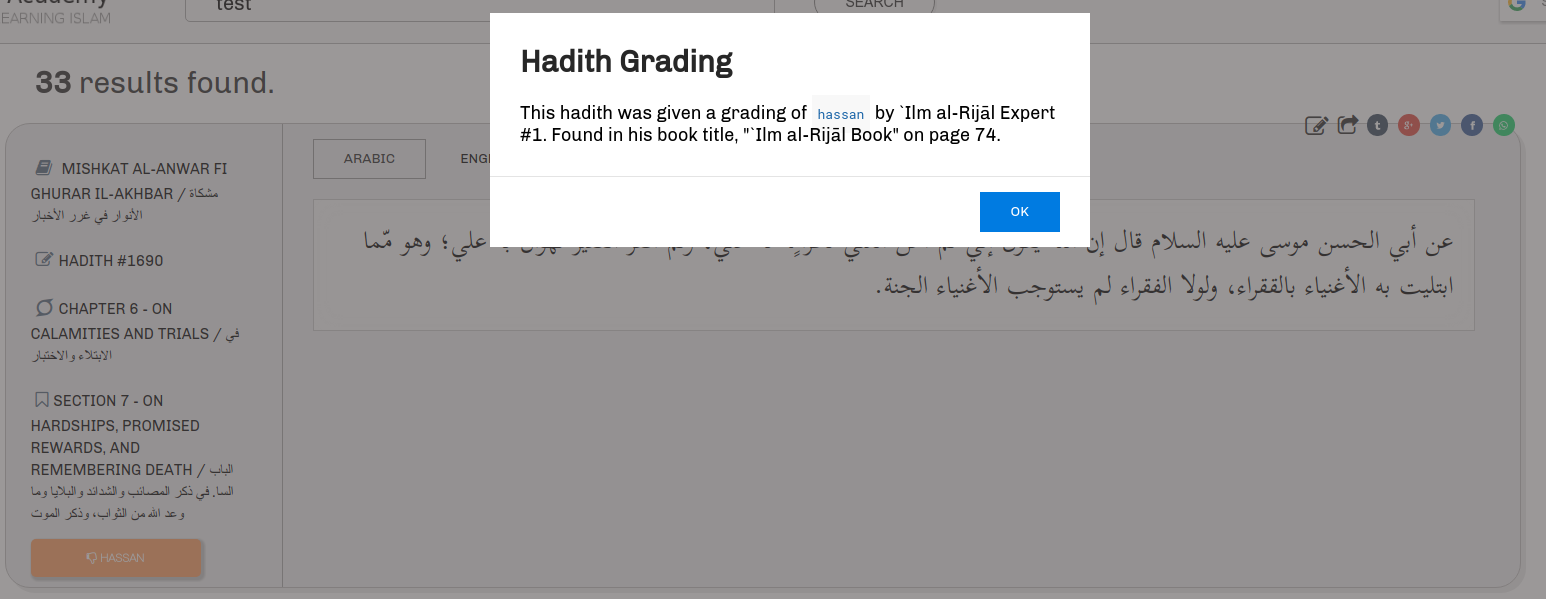 Academy
EARNING ISLAM
test
SEARCH
33 results found.
Hadith Grading
This hadith was given a grading of hassan by `Ilm al-Rijāl Expert
#1. Found in his book title, "`Ilm al-Rijāl Book" on page 74.
OK
MISHKAT AL-ANWAR FI
GHURAR IL-AKHBAR / مشكاة
الأنوار في غرر الأخبار
HADITH #1690
CHAPTER 6 - ON
CALAMITIES AND TRIALS / في
الابتلاء والاختبار
SECTION 7 - ON
HARDSHIPS, PROMISED
REWARDS, AND
REMEMBERING DEATH / الباب
السا. في ذكر المصائب والشدائد والبلايا وما
وعد الله من الثواب، وذكر الموت
HASSAN
ARABIC
ENG
عن أبي الحسن موسى عليه السلام قال إن علي؛ وهو مّما
ابتليت به الأغنياء بالققراء، ولولا الفقراء لم يستوجب الأغنياء الجنة.